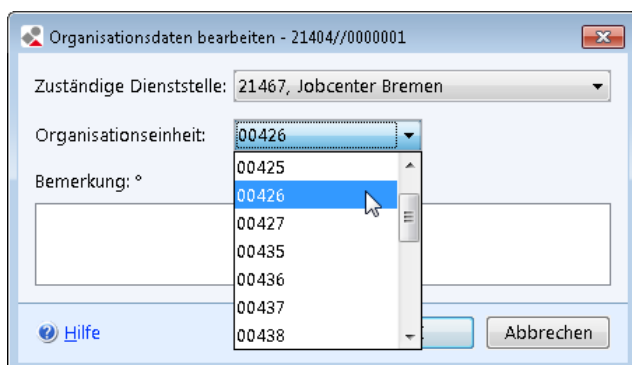 Organisationsdaten bearbeiten - 21404//0000001
Zuständige Dienststelle: 21467, Jobcenter Bremen
Organisationseinheit: 00426
00425
Bemerkung: °
00426
00427
00435
00436
00437
00438
Hilfe
Abbrechen